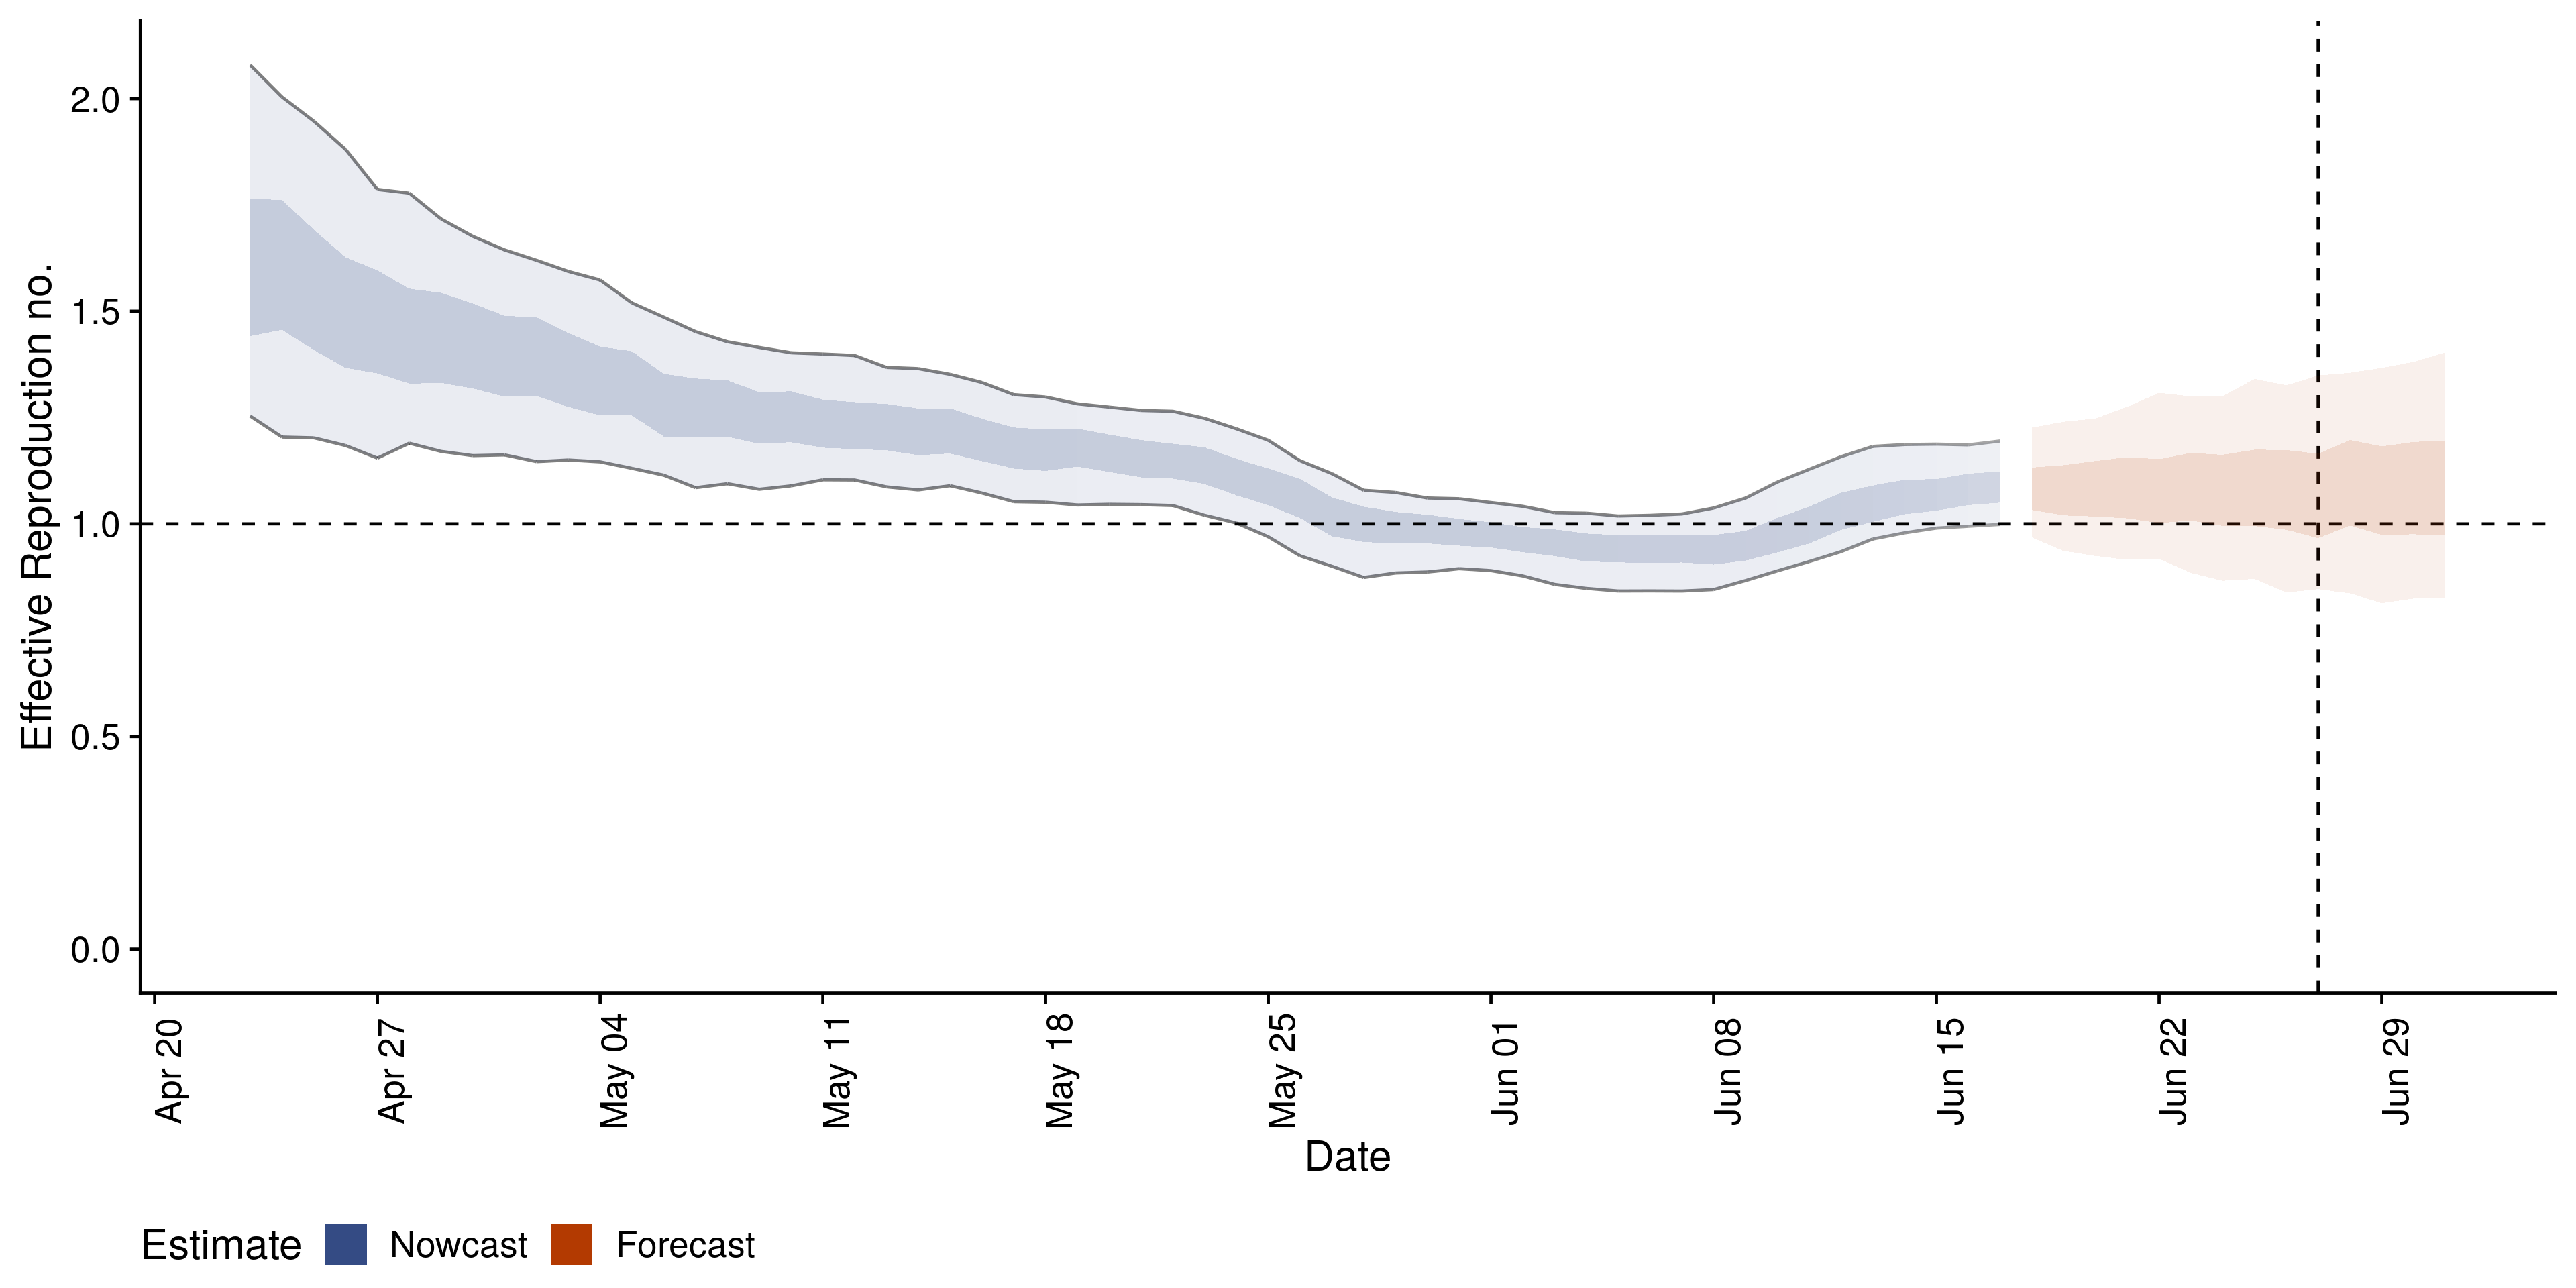 Effective Reproduction no.
2.0
1.5
1.0
0.5
0.0
Apr 20
Apr 27
May 04
May 11
May 18
May 25
Jun 01
Jun 08
Jun 15
Jun 22
Jun 29
Date
Estimate Nowcast Forecast